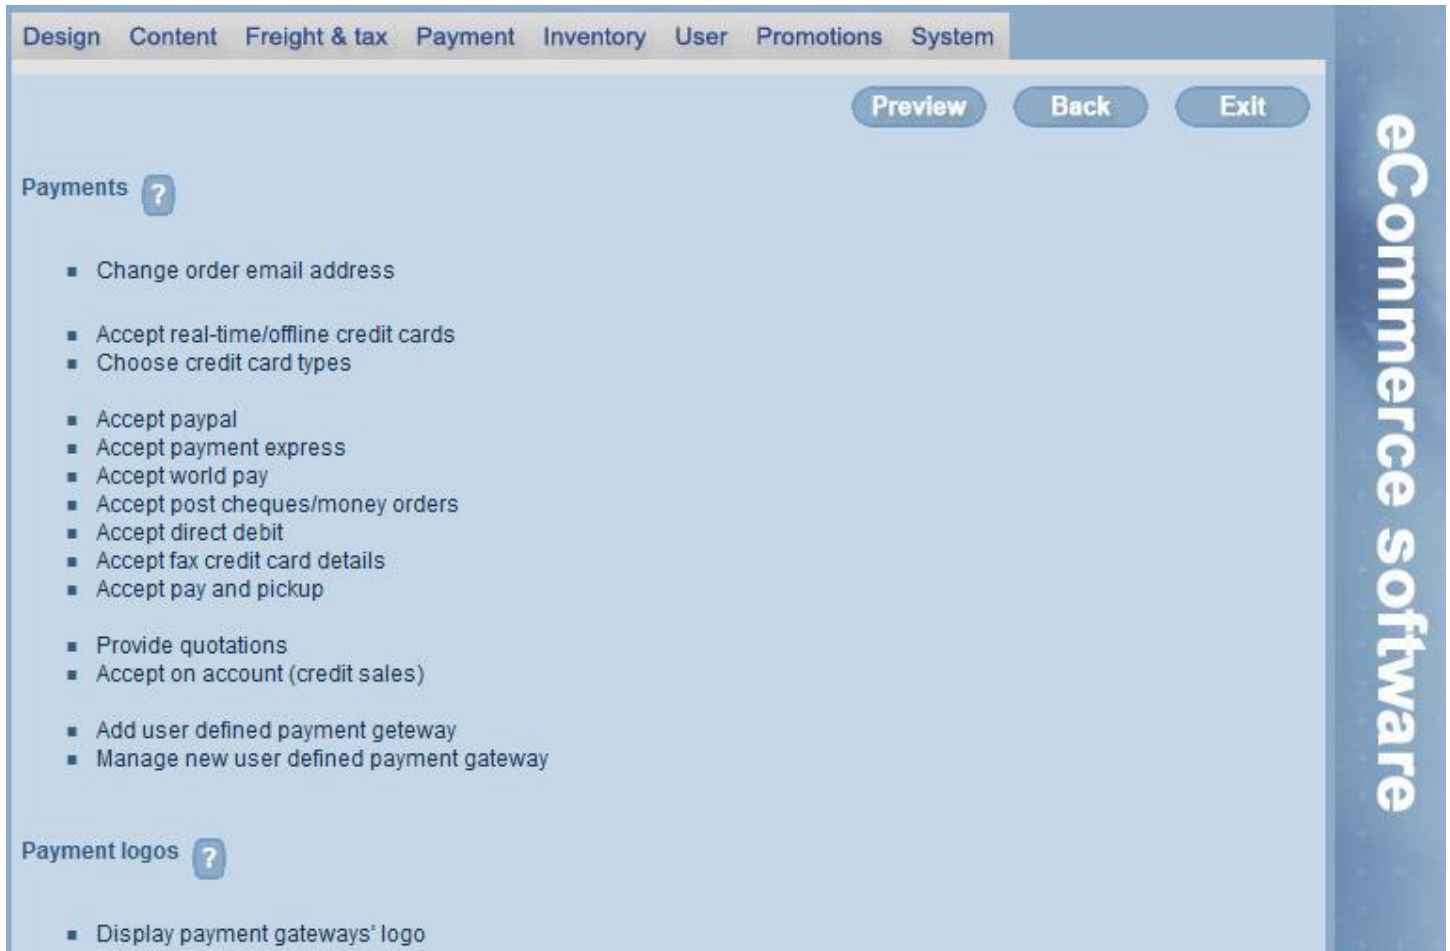 Design Content Freight & tax Payment Inventory User Promotions System
Preview Back Exit
Payments ?
Change order email address
Accept real-time/offline credit cards
Choose credit card types
Accept paypal
Accept payment express
Accept world pay
Accept post cheques/money orders
Accept direct debit
Accept fax credit card details
Accept pay and pickup
Provide quotations
Accept on account (credit sales)
Add user defined payment geteway
Manage new user defined payment gateway
Payment logos ?
Display payment gateways' logo
eCommerce software